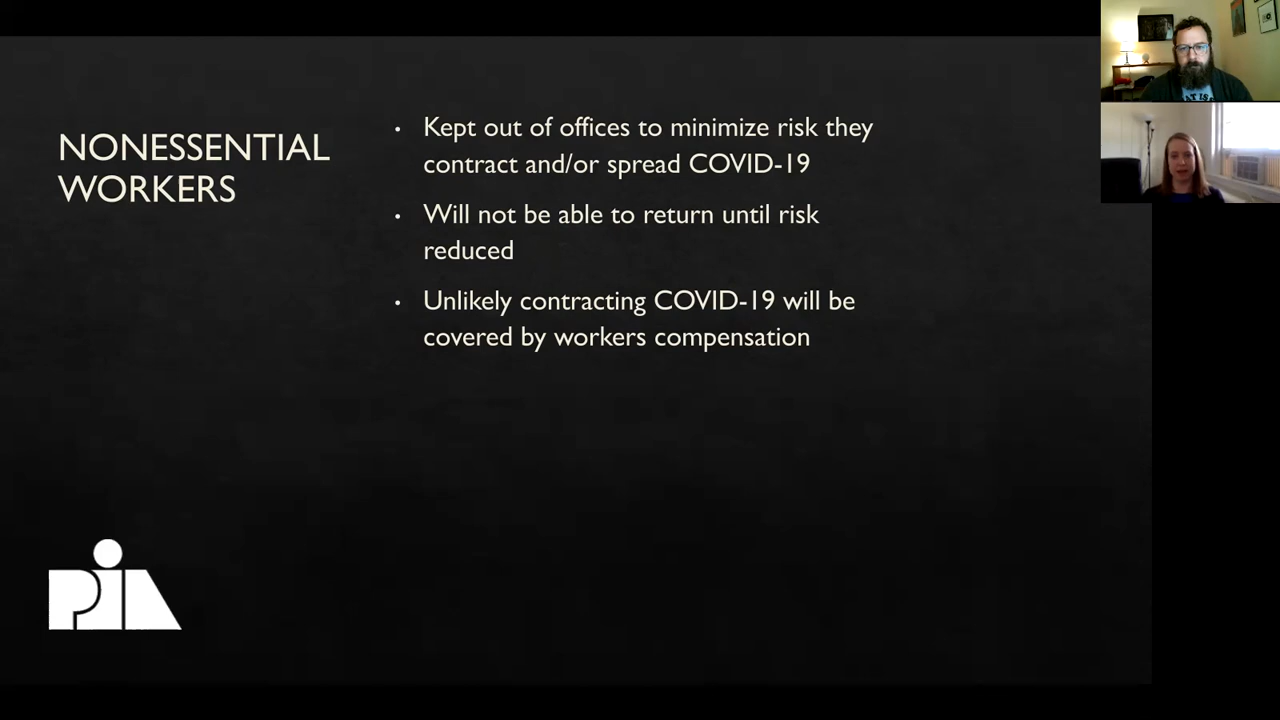 NONESSENTIAL
WORKERS
• Kept out of offices to minimize risk they
contract and/or spread COVID-19
• Will not be able to return until risk
reduced
• Unlikely contracting COVID-19 will be
covered by workers compensation
PIA